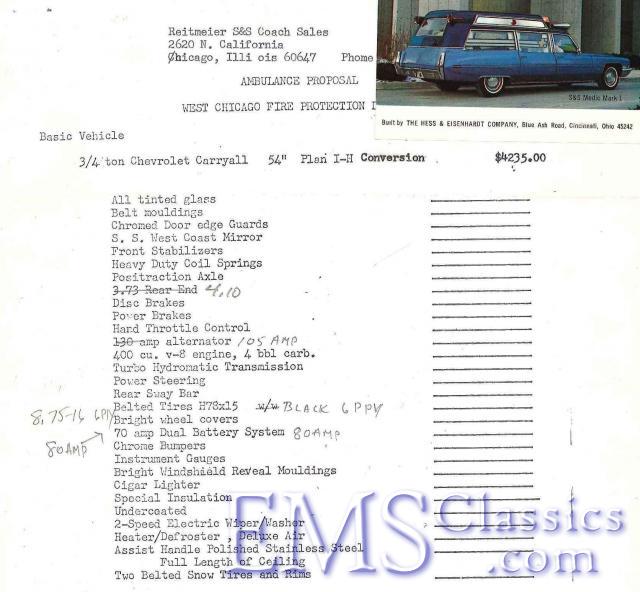 Reitmeier S&S Coach Sales
2620 N. California
Chicago, Illi ois 60647 Phone
AMBULANCE PROPOSAL
WEST CHICAGO FIRE PROTECTION
S&S Medic Mark I
Built by THE HESS & EISENHARDT COMPANY, Blue Ash Road, Cincinnati, Ohio 45242
Basic Vehicle
3/4 ton Chevrolet Carryall 54" Plan I-H Conversion $4235.00
All tinted glass
Belt mouldings
Chromed Door edge Guards
S. S. West Coast Mirror
Front Stabilizers
Heavy Duty Coil Springs
Positraction Axle
3.73 Rear End 4.10
Disc Brakes
Power Brakes
Hand Throttle Control
130 amp alternator 105 AMP
400 cu. v-8 engine, 4 bbl carb.
Turbo Hydromatic Transmission
Power Steering
Rear Sway Bar
Belted Tires H78x15 w/w BLACK 6 PPY
8.75-16 6PPY Bright wheel covers
70 amp Dual Battery System 80AMP
80AMP Chrome Bumpers
Instrument Gauges
Bright Windshield Reveal Mouldings
Cigar Lighter
Special Insulation
Undercoated
2-Speed Electric Wiper/Washer
Heater/Defroster , Deluxe Air
Assist Handle Polished Stainless Steel
Full Length of Ceiling
Two Belted Snow Tires and Rims
EMSClassics
.com